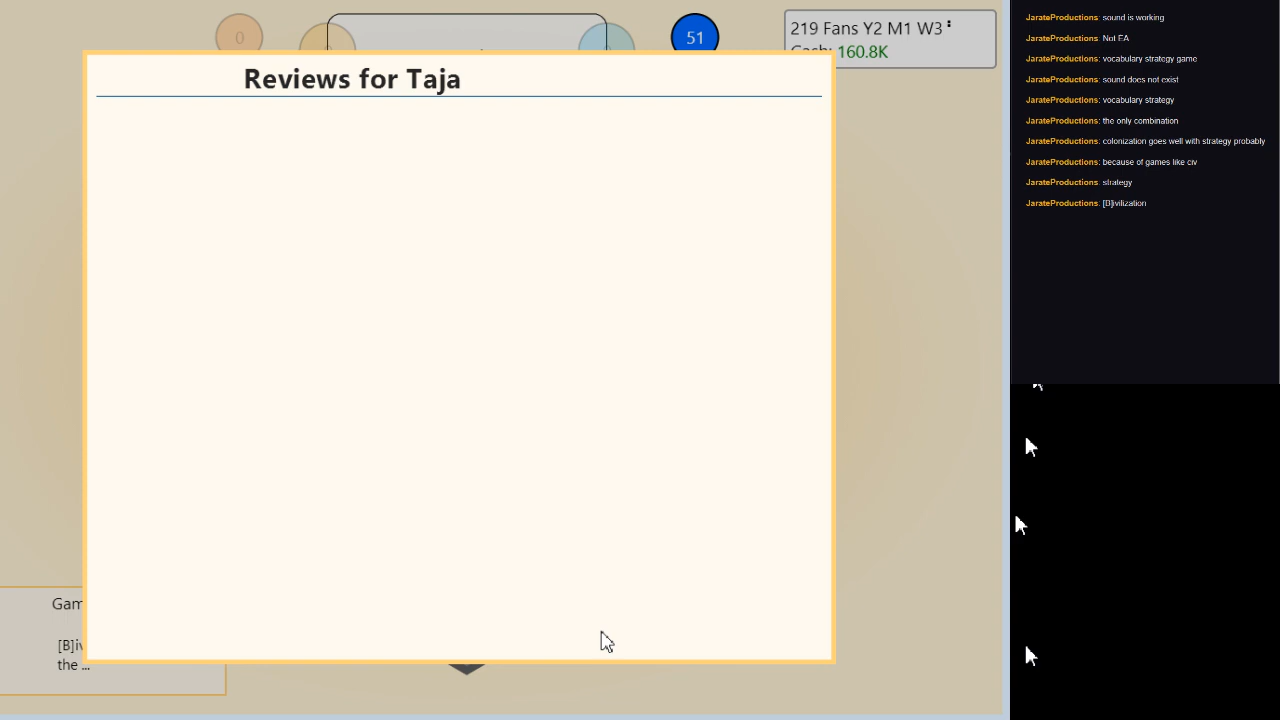 0
51
219 Fans Y2 M1 W3
Cash: 160.8K
Reviews for Taja
Gam
[B]iv
the ...
JarateProductions: sound is working
JarateProductions: Not EA
JarateProductions: vocabulary strategy game
JarateProductions: sound does not exist
JarateProductions: vocabulary strategy
JarateProductions: the only combination
JarateProductions: colonization goes well with strategy probably
JarateProductions: because of games like civ
JarateProductions: strategy
JarateProductions: [B]ivilization